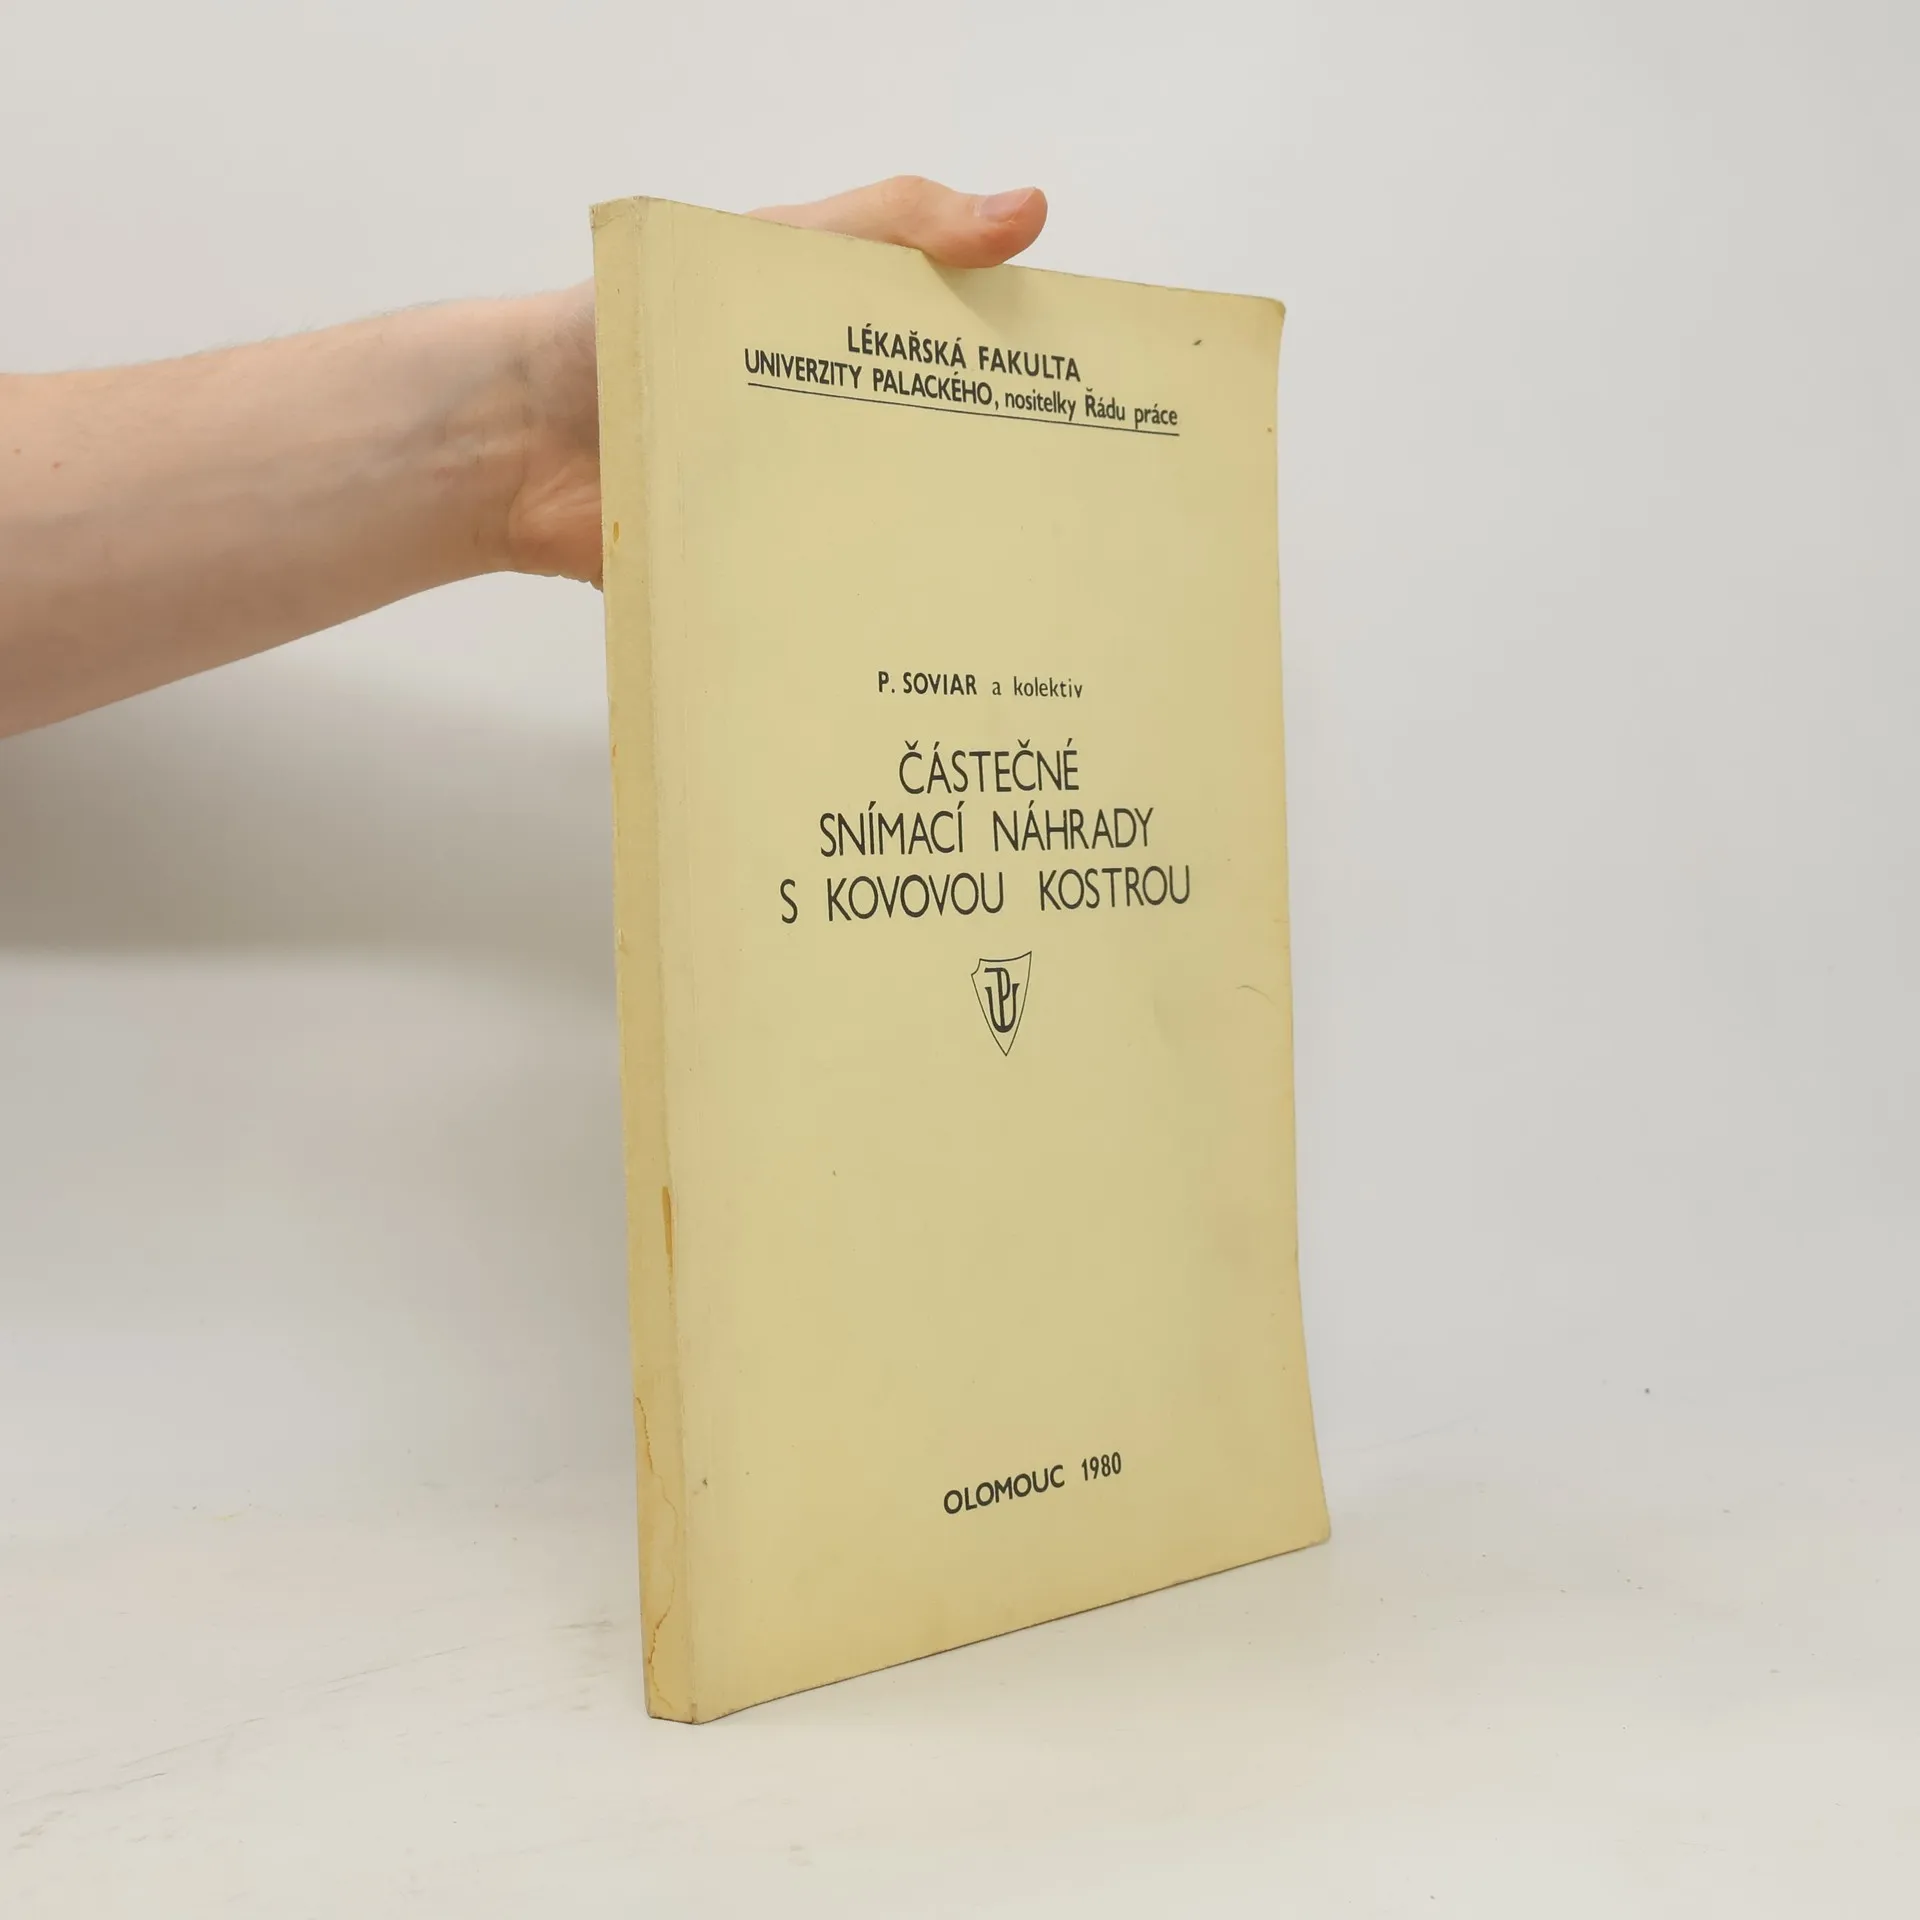 LÉKAŘSKÁ FAKULTA
UNIVERZITY PALACKÉHO, nositelky Řádu práce
P. SOVIAR a kolektiv
ČÁSTEČNÉ
SNÍMACÍ NÁHRADY
S KOVOVOU KOSTROU
UP
OLOMOUC 1980